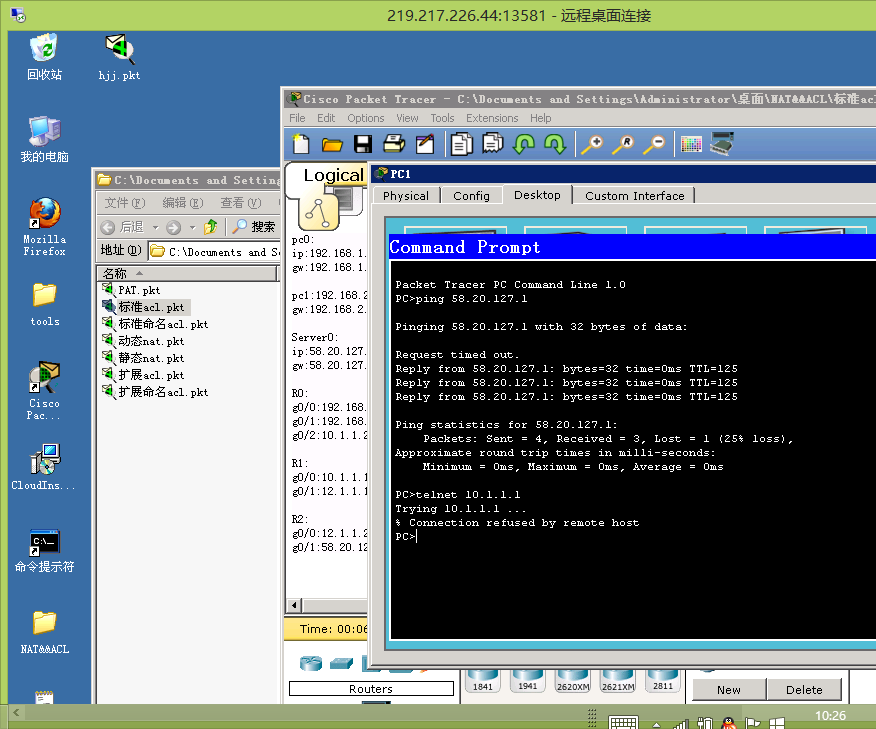 219.217.226.44:13581 - 远程桌面连接
回收站
hjj.pkt
我的电脑
Mozilla
Firefox
tools
Cisco
Pac...
CloudIns...
命令提示符
NAT&&ACL
C:\Documents and Setting
文件(F) 编辑(E) 查看(V)
后退 搜索
地址(D) C:\Documents and S
名称
PAT.pkt
标准acl.pkt
标准命名acl.pkt
动态nat.pkt
静态nat.pkt
扩展acl.pkt
扩展命名acl.pkt
Cisco Packet Tracer - C:\Documents and Settings\Administrator\桌面\NAT&&ACL\标准acl
File Edit Options View Tools Extensions Help
Logical
pc0:
ip:192.168.1.
gw:192.168.1.
pc1:192.168.2
gw:192.168.2.
Server0:
ip:58.20.127.
gw:58.20.127.
R0:
g0/0:192.168.
g0/1:192.168.
g0/2:10.1.1.2
R1:
g0/0:10.1.1.1
g0/1:12.1.1.1
R2:
g0/0:12.1.1.2
g0/1:58.20.12
Time: 00:06
Routers
PC1
Physical Config Desktop Custom Interface
Command Prompt
Packet Tracer PC Command Line 1.0
PC>ping 58.20.127.1
Pinging 58.20.127.1 with 32 bytes of data:
Request timed out.
Reply from 58.20.127.1: bytes=32 time=0ms TTL=125
Reply from 58.20.127.1: bytes=32 time=0ms TTL=125
Reply from 58.20.127.1: bytes=32 time=0ms TTL=125
Ping statistics for 58.20.127.1:
Packets: Sent = 4, Received = 3, Lost = 1 (25% loss),
Approximate round trip times in milli-seconds:
Minimum = 0ms, Maximum = 0ms, Average = 0ms
PC>telnet 10.1.1.1
Trying 10.1.1.1 ...
% Connection refused by remote host
PC>
1841 1941 2620XM 2621XM 2811
New Delete
10:26